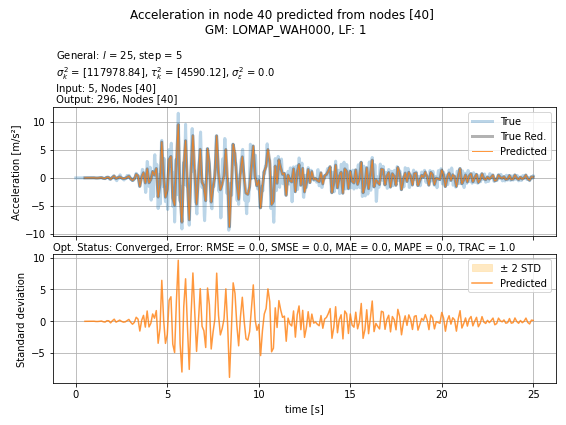 Acceleration in node 40 predicted from nodes [40]
GM: LOMAP_WAH000, LF: 1
General: l = 25, step = 5
σ²ₖ = [117978.84], τ²ₖ = [4590.12], σ²ε = 0.0
Input: 5, Nodes [40]
Output: 296, Nodes [40]
Acceleration [m/s²]
10
5
0
−5
−10
True
True Red.
Predicted
Opt. Status: Converged, Error: RMSE = 0.0, SMSE = 0.0, MAE = 0.0, MAPE = 0.0, TRAC = 1.0
Standard deviation
10
5
0
−5
± 2 STD
Predicted
0 5 10 15 20 25
time [s]